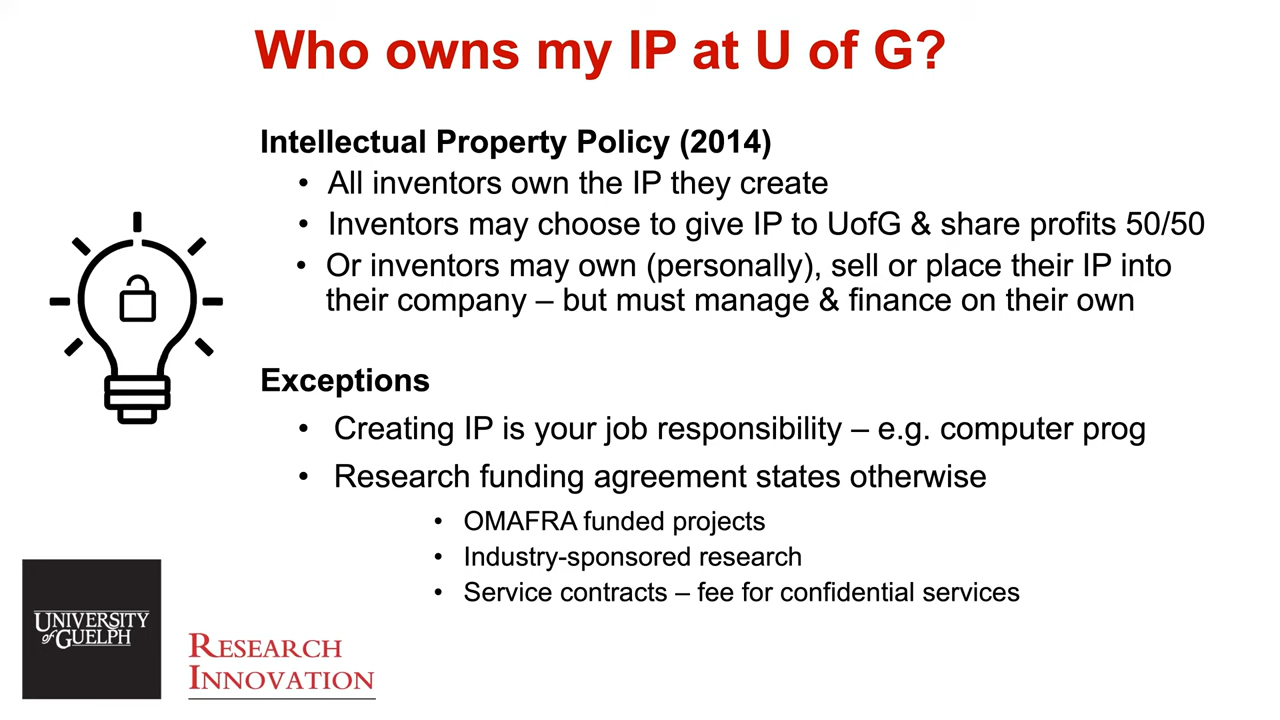 Who owns my IP at U of G?
Intellectual Property Policy (2014)
• All inventors own the IP they create
• Inventors may choose to give IP to UofG & share profits 50/50
• Or inventors may own (personally), sell or place their IP into
their company – but must manage & finance on their own
Exceptions
• Creating IP is your job responsibility – e.g. computer prog
• Research funding agreement states otherwise
• OMAFRA funded projects
• Industry-sponsored research
• Service contracts – fee for confidential services
UNIVERSITY
of GUELPH
RESEARCH
INNOVATION